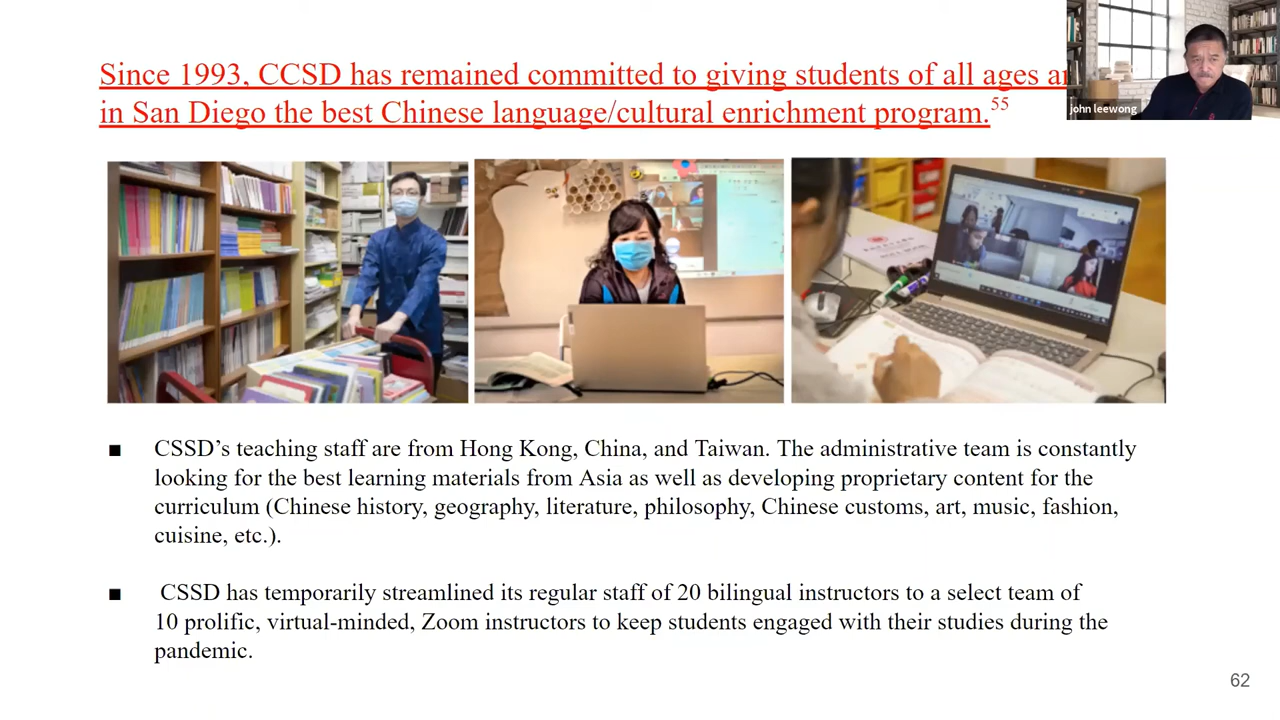 Since 1993, CCSD has remained committed to giving students of all ages
in San Diego the best Chinese language/cultural enrichment program.55
john leewong
■ CSSD’s teaching staff are from Hong Kong, China, and Taiwan. The administrative team is constantly
looking for the best learning materials from Asia as well as developing proprietary content for the
curriculum (Chinese history, geography, literature, philosophy, Chinese customs, art, music, fashion,
cuisine, etc.).
■ CSSD has temporarily streamlined its regular staff of 20 bilingual instructors to a select team of
10 prolific, virtual-minded, Zoom instructors to keep students engaged with their studies during the
pandemic.
62